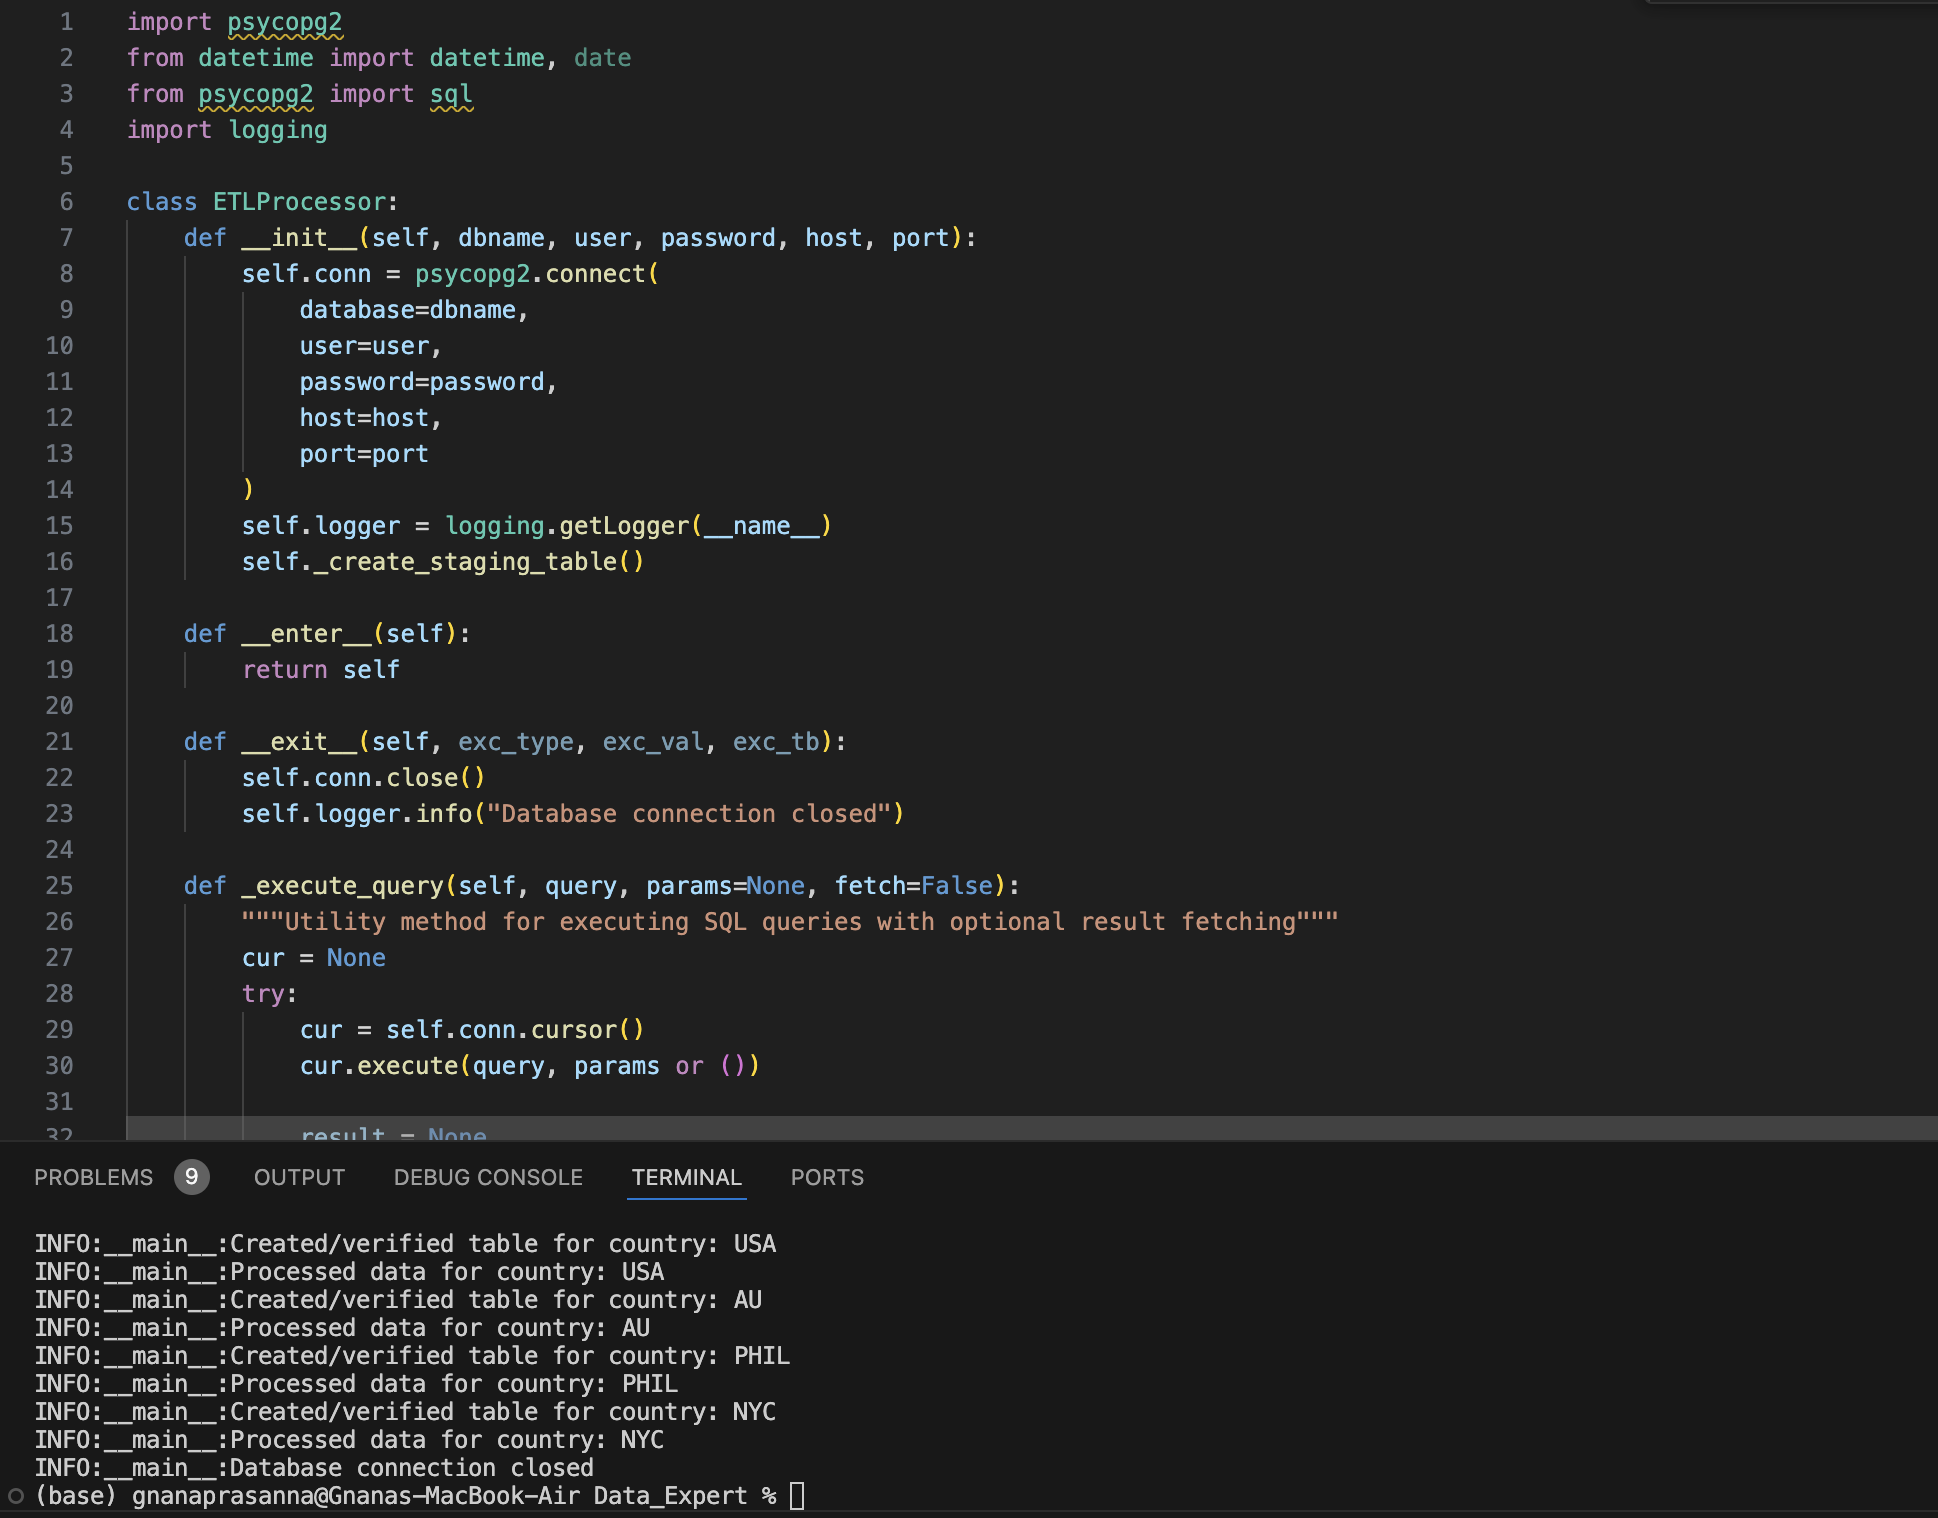 1 import psycopg2
2 from datetime import datetime, date
3 from psycopg2 import sql
4 import logging
5
6 class ETLProcessor:
7     def __init__(self, dbname, user, password, host, port):
8         self.conn = psycopg2.connect(
9             database=dbname,
10             user=user,
11             password=password,
12             host=host,
13             port=port
14         )
15         self.logger = logging.getLogger(__name__)
16         self._create_staging_table()
17
18     def __enter__(self):
19         return self
20
21     def __exit__(self, exc_type, exc_val, exc_tb):
22         self.conn.close()
23         self.logger.info("Database connection closed")
24
25     def _execute_query(self, query, params=None, fetch=False):
26         """Utility method for executing SQL queries with optional result fetching"""
27         cur = None
28         try:
29             cur = self.conn.cursor()
30             cur.execute(query, params or ())
31
32             result = None
PROBLEMS 9 OUTPUT DEBUG CONSOLE TERMINAL PORTS
INFO:__main__:Created/verified table for country: USA
INFO:__main__:Processed data for country: USA
INFO:__main__:Created/verified table for country: AU
INFO:__main__:Processed data for country: AU
INFO:__main__:Created/verified table for country: PHIL
INFO:__main__:Processed data for country: PHIL
INFO:__main__:Created/verified table for country: NYC
INFO:__main__:Processed data for country: NYC
INFO:__main__:Database connection closed
(base) gnanaprasanna@Gnanas-MacBook-Air Data_Expert %